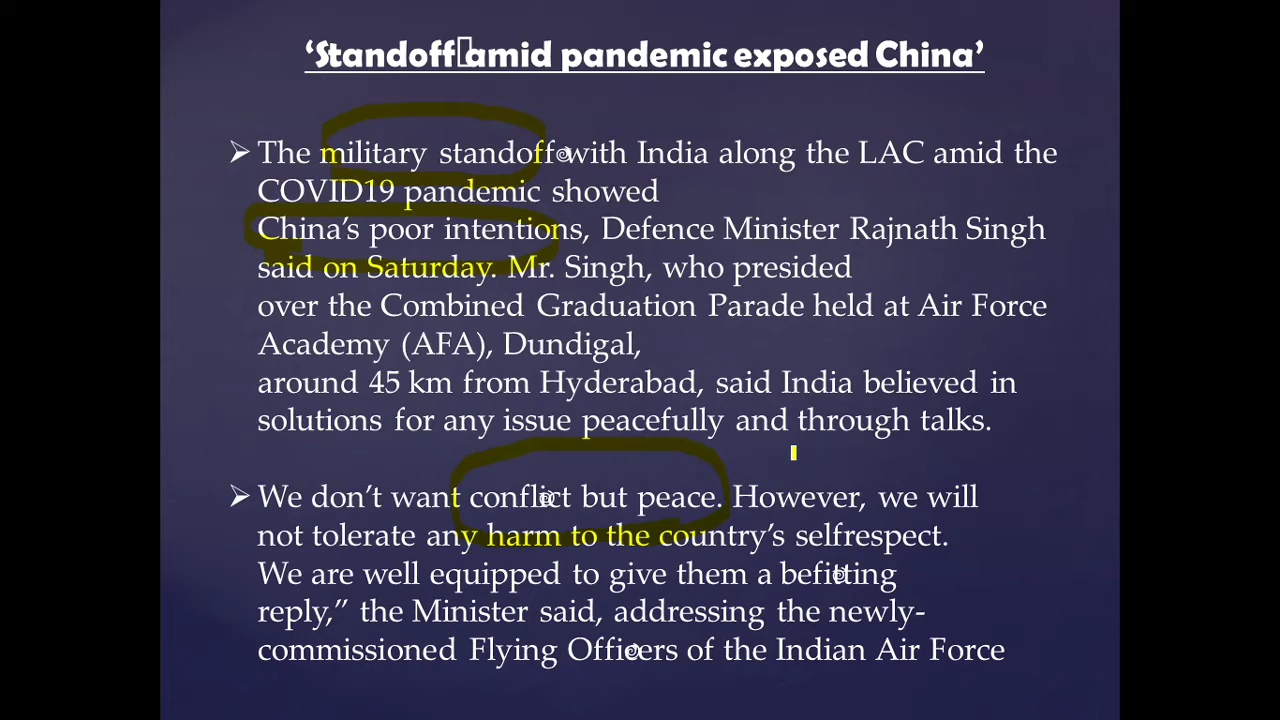 ‘Standoff amid pandemic exposed China’
➢ The military standoff with India along the LAC amid the
COVID19 pandemic showed
China’s poor intentions, Defence Minister Rajnath Singh
said on Saturday. Mr. Singh, who presided
over the Combined Graduation Parade held at Air Force
Academy (AFA), Dundigal,
around 45 km from Hyderabad, said India believed in
solutions for any issue peacefully and through talks.
➢ We don’t want conflict but peace. However, we will
not tolerate any harm to the country’s selfrespect.
We are well equipped to give them a befitting
reply,” the Minister said, addressing the newly-
commissioned Flying Officers of the Indian Air Force